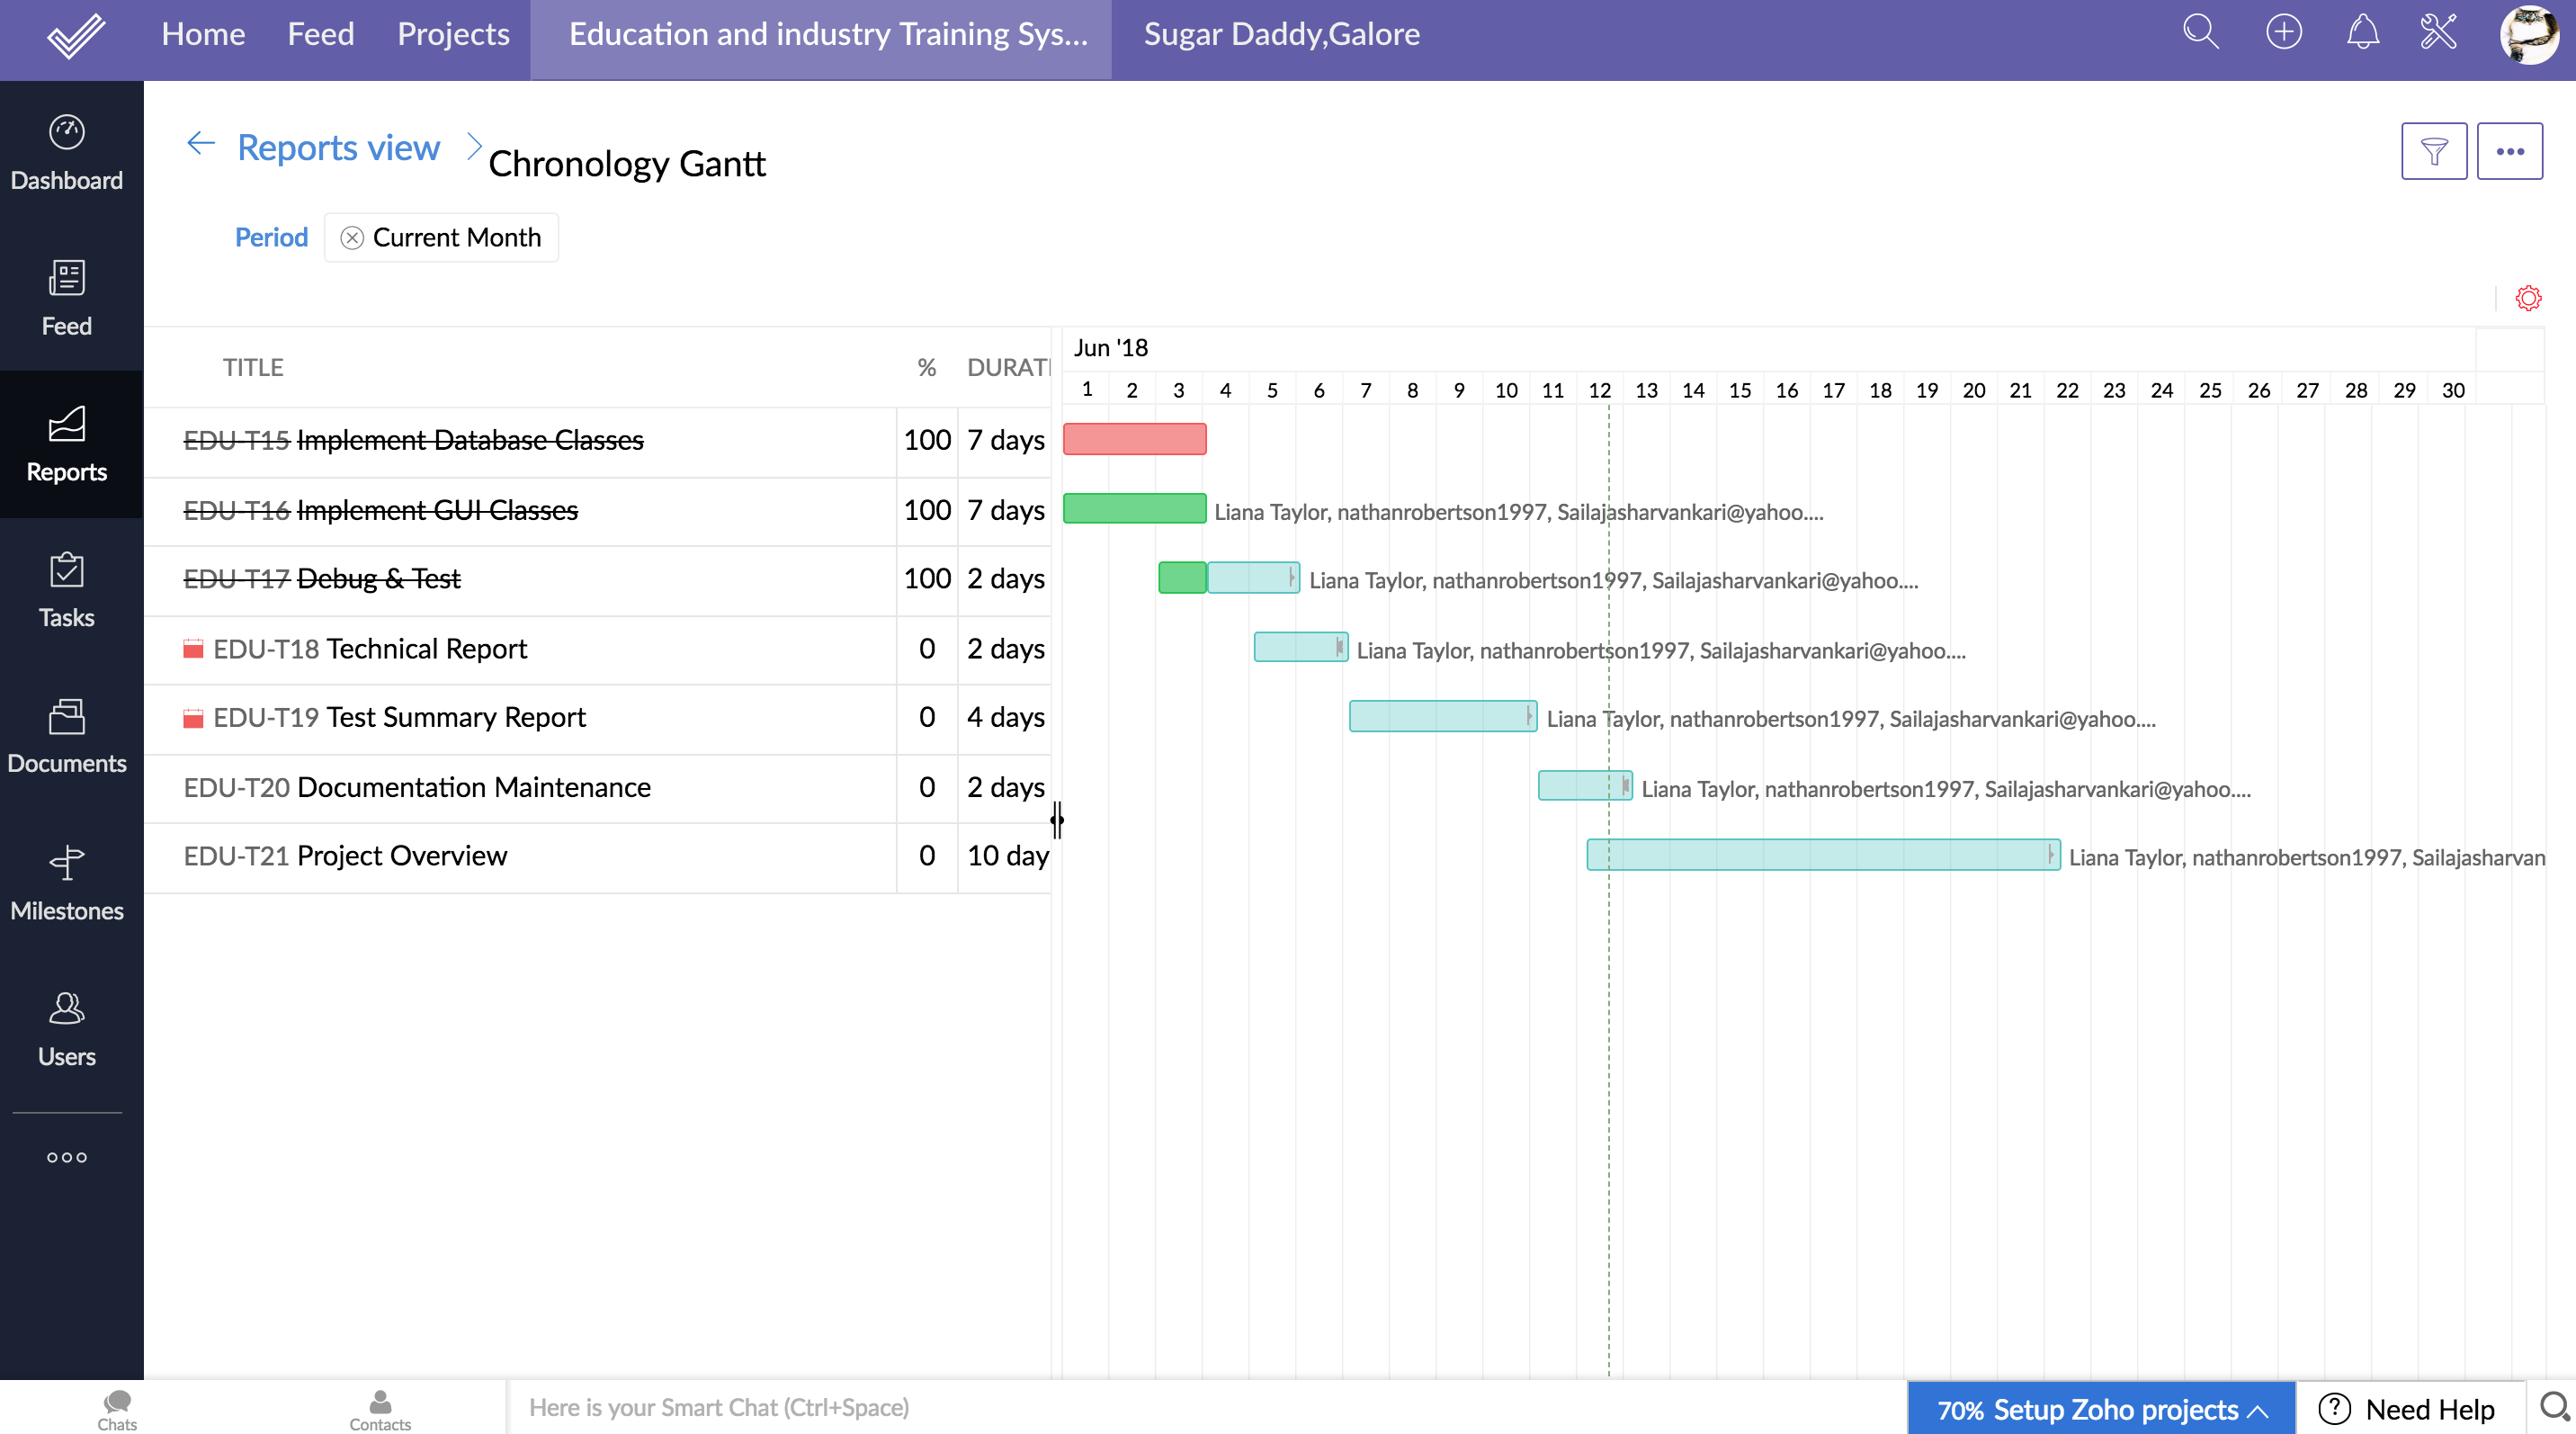 Home Feed Projects Education and industry Training Sys... Sugar Daddy,Galore
Dashboard
Feed
Reports
Tasks
Documents
Milestones
Users
Reports view
Chronology Gantt
Period Current Month
TITLE % DURATI
Jun '18
1 2 3 4 5 6 7 8 9 10 11 12 13 14 15 16 17 18 19 20 21 22 23 24 25 26 27 28 29 30
EDU-T15 Implement Database Classes 100 7 days
EDU-T16 Implement GUI Classes 100 7 days Liana Taylor, nathanrobertson1997, Sailajasharvankari@yahoo....
EDU-T17 Debug & Test 100 2 days Liana Taylor, nathanrobertson1997, Sailajasharvankari@yahoo....
EDU-T18 Technical Report 0 2 days Liana Taylor, nathanrobertson1997, Sailajasharvankari@yahoo....
EDU-T19 Test Summary Report 0 4 days Liana Taylor, nathanrobertson1997, Sailajasharvankari@yahoo....
EDU-T20 Documentation Maintenance 0 2 days Liana Taylor, nathanrobertson1997, Sailajasharvankari@yahoo....
EDU-T21 Project Overview 0 10 day Liana Taylor, nathanrobertson1997, Sailajasharvan
Chats
Contacts
Here is your Smart Chat (Ctrl+Space)
70% Setup Zoho projects
? Need Help